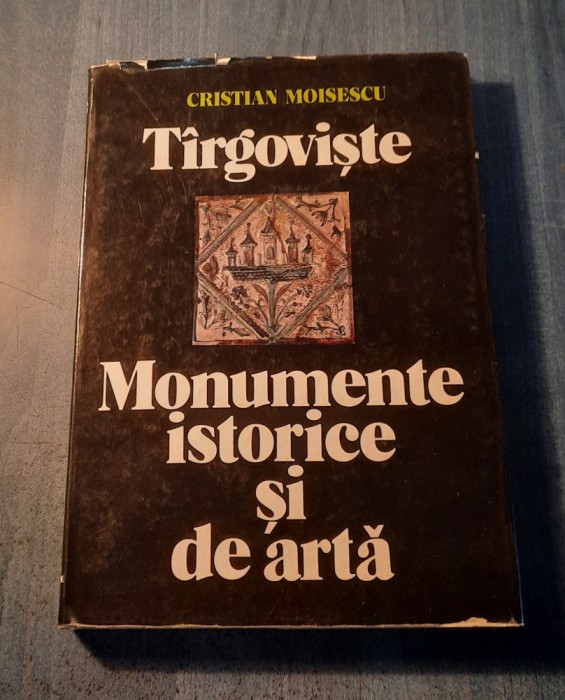 CRISTIAN MOISESCU
Tîrgoviște
Monumente
istorice
și
de artă